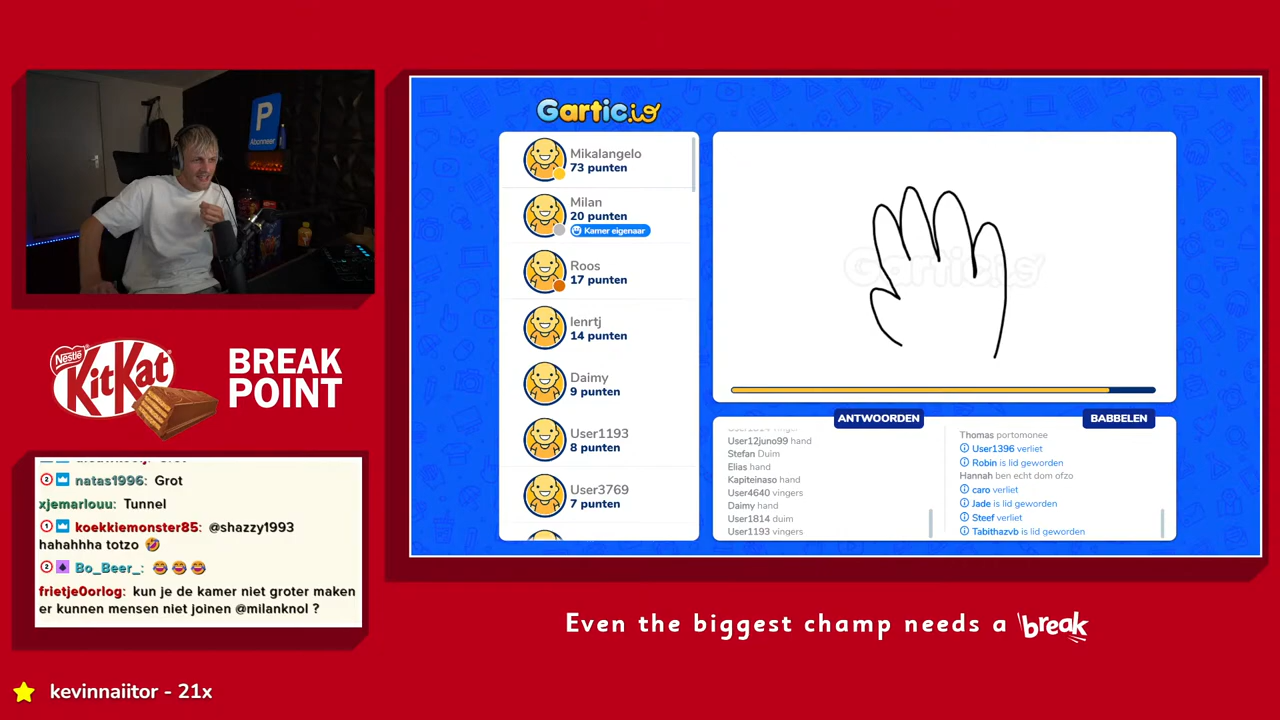 P
Abonneer
Nestlé
KitKat
BREAK
POINT
natas1996: Grot
xjemarlouu: Tunnel
koekkiemonster85: @shazzy1993
hahahhha totzo
Bo_Beer_:
frietje0orlog: kun je de kamer niet groter maken
er kunnen mensen niet joinen @milanknol ?
kevinnaiitor - 21x
Gartic.io
Mikalangelo
73 punten
Milan
20 punten
Kamer eigenaar
Roos
17 punten
lenrtj
14 punten
Daimy
9 punten
User1193
8 punten
User3769
7 punten
Gartic.io
ANTWOORDEN
User12juno99 hand
Stefan Duim
Elias hand
Kapiteinaso hand
User4640 vingers
Daimy hand
User1814 duim
User1193 vingers
BABBELEN
Thomas portomonee
User1396 verliet
Robin is lid geworden
Hannah ben echt dom ofzo
caro verliet
Jade is lid geworden
Steef verliet
Tabithazvb is lid geworden
Even the biggest champ needs a break